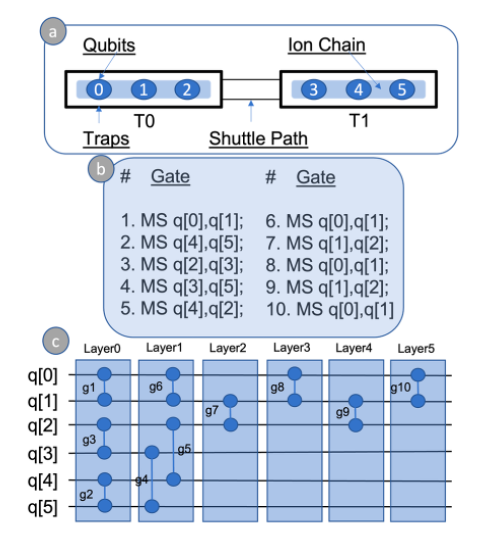 a
Qubits Ion Chain
0 1 2 3 4 5
T0 T1
Traps Shuttle Path
b
# Gate # Gate
1. MS q[0],q[1]; 6. MS q[0],q[1];
2. MS q[4],q[5]; 7. MS q[1],q[2];
3. MS q[2],q[3]; 8. MS q[0],q[1];
4. MS q[3],q[5]; 9. MS q[1],q[2];
5. MS q[4],q[2]; 10. MS q[0],q[1]
c
Layer0 Layer1 Layer2 Layer3 Layer4 Layer5
q[0]
g1 g6 g8 g10
q[1]
g7 g9
q[2]
g3 g5
q[3]
g4
q[4]
g2
q[5]